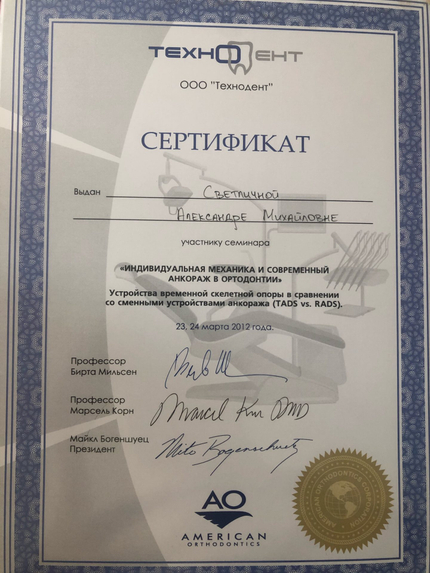 ТЕХНОДЕНТ
ООО "Технодент"
СЕРТИФИКАТ
Выдан Светличной
Александре Михайловне
участнику семинара
«ИНДИВИДУАЛЬНАЯ МЕХАНИКА И СОВРЕМЕННЫЙ
АНКОРАЖ В ОРТОДОНТИИ»
Устройства временной скелетной опоры в сравнении
со сменными устройствами анкоража (TADS vs. RADS).
23, 24 марта 2012 года.
Профессор
Бирта Мильсен
Профессор
Марсель Корн
Marcel Korn DMD
Майкл Богеншуец
Президент
AO
AMERICAN
ORTHODONTICS